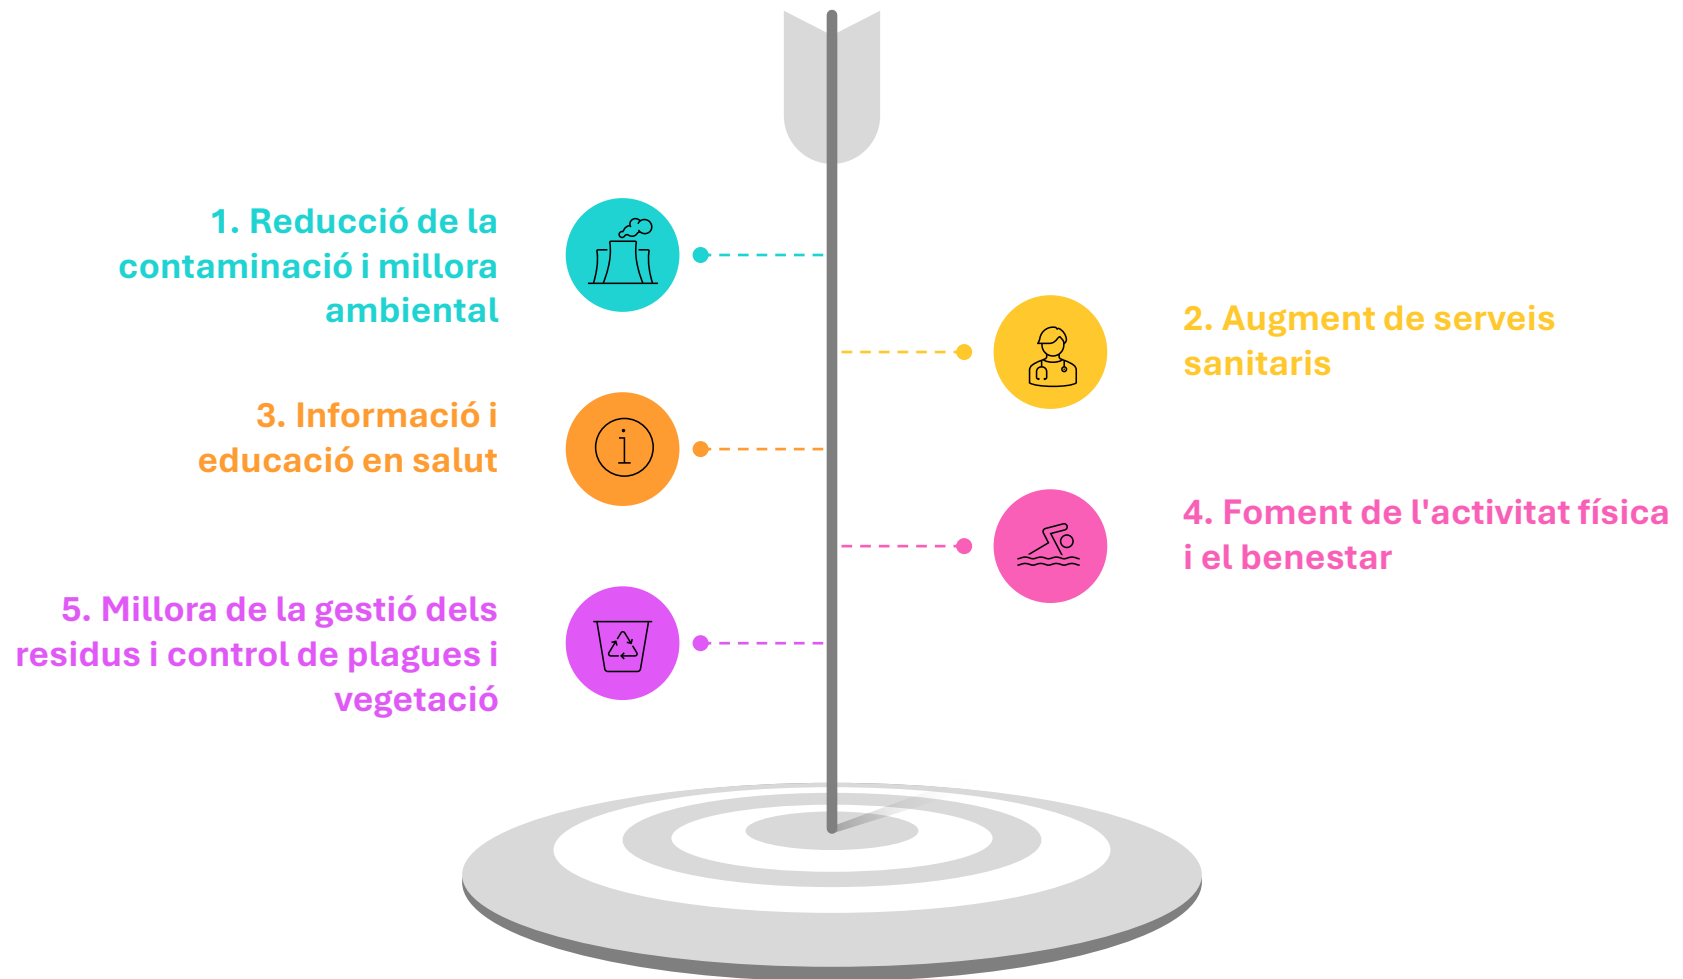 1. Reducció de la
contaminació i millora
ambiental
2. Augment de serveis
sanitaris
3. Informació i
educació en salut
4. Foment de l'activitat física
i el benestar
5. Millora de la gestió dels
residus i control de plagues i
vegetació